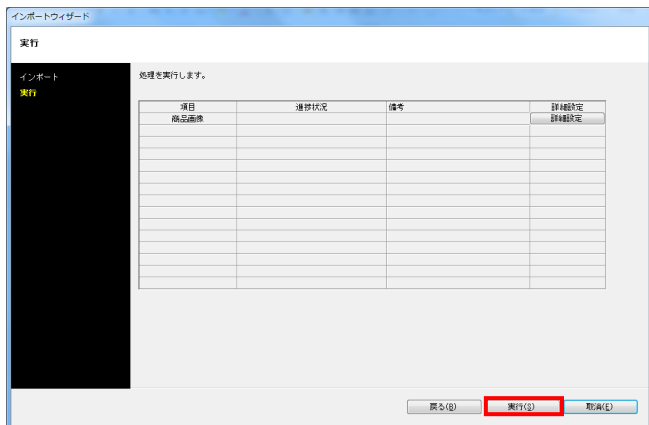 インポートウィザード
実行
インポート
実行
処理を実行します。
項目 進捗状況 備考 詳細設定
商品画像 詳細設定
戻る(B) 実行(S) 取消(E)